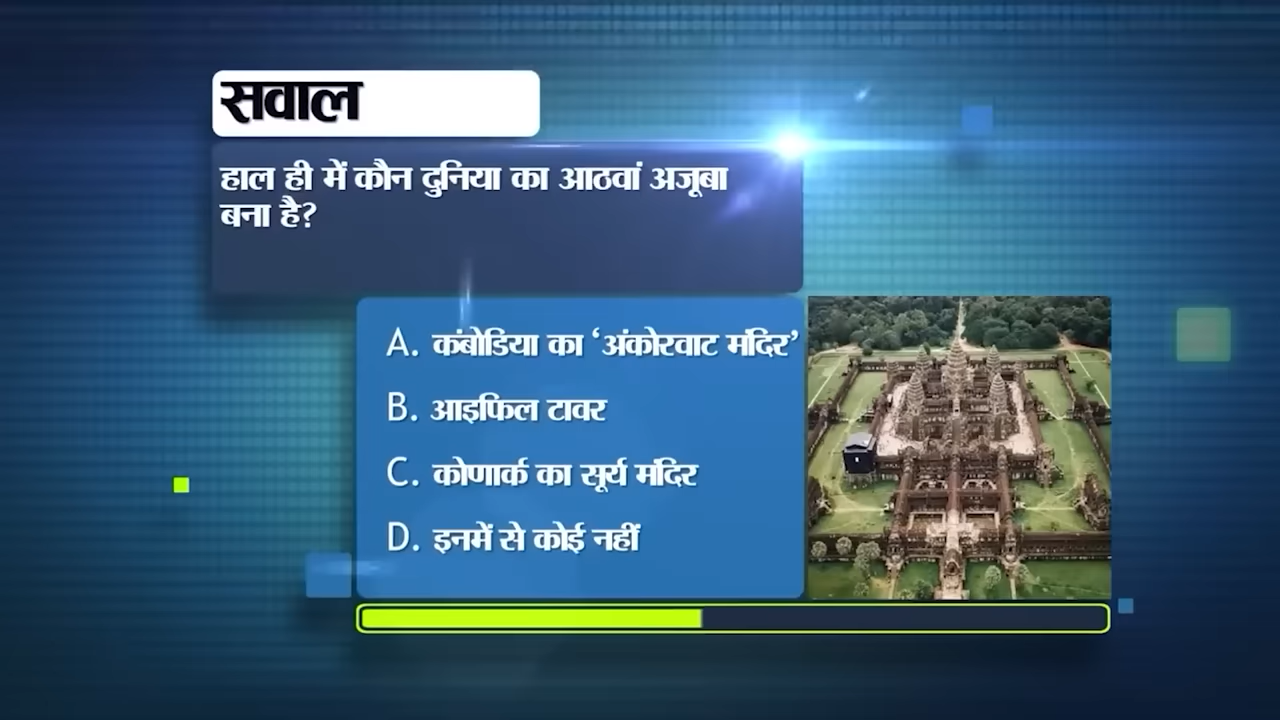 सवाल
हाल ही में कौन दुनिया का आठवां अजूबा
बना है?
A. कंबोडिया का ‘अंकोरवाट मंदिर’
B. आइफिल टावर
C. कोणार्क का सूर्य मंदिर
D. इनमें से कोई नहीं